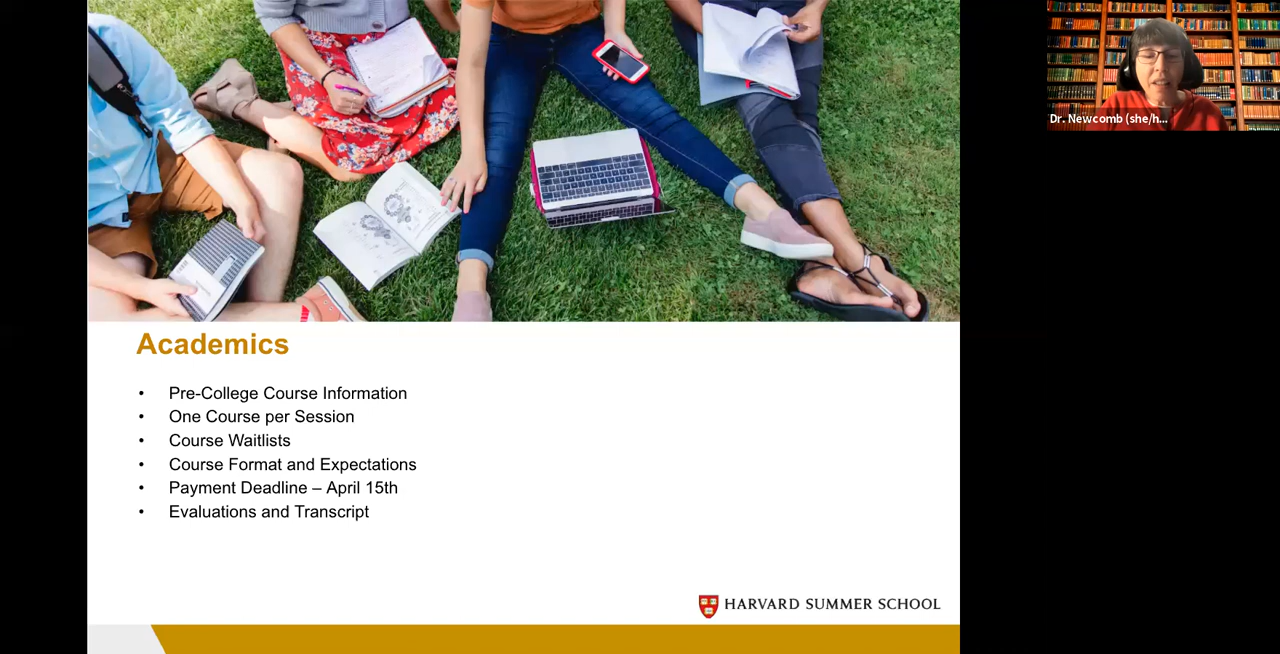 Dr. Newcomb (she/h...
Academics
• Pre-College Course Information
• One Course per Session
• Course Waitlists
• Course Format and Expectations
• Payment Deadline – April 15th
• Evaluations and Transcript
HARVARD SUMMER SCHOOL